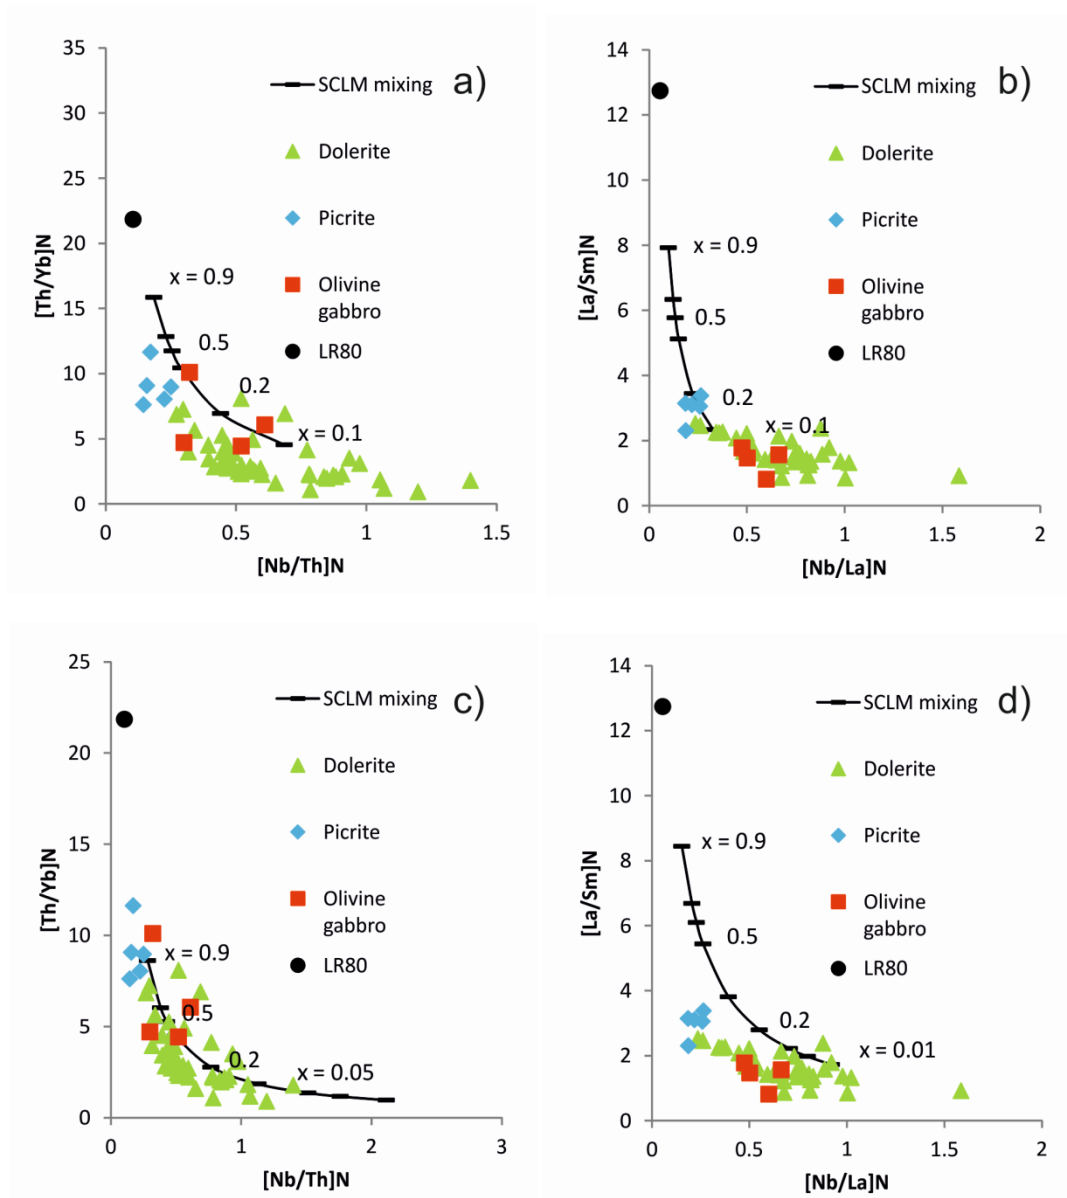 a)
[Th/Yb]N
35
30
25
20
15
10
5
0
SCLM mixing
Dolerite
Picrite
Olivine
gabbro
LR80
x = 0.9
0.5
0.2
x = 0.1
0 0.5 1 1.5
[Nb/Th]N
b)
[La/Sm]N
14
12
10
8
6
4
2
0
SCLM mixing
Dolerite
Picrite
Olivine
gabbro
LR80
x = 0.9
0.5
0.2
x = 0.1
0 0.5 1 1.5 2
[Nb/La]N
c)
[Th/Yb]N
25
20
15
10
5
0
SCLM mixing
Dolerite
Picrite
Olivine
gabbro
LR80
x = 0.9
0.5
0.2
x = 0.05
0 1 2 3
[Nb/Th]N
d)
[La/Sm]N
14
12
10
8
6
4
2
0
SCLM mixing
Dolerite
Picrite
Olivine
gabbro
LR80
x = 0.9
0.5
0.2
x = 0.01
0 0.5 1 1.5 2
[Nb/La]N